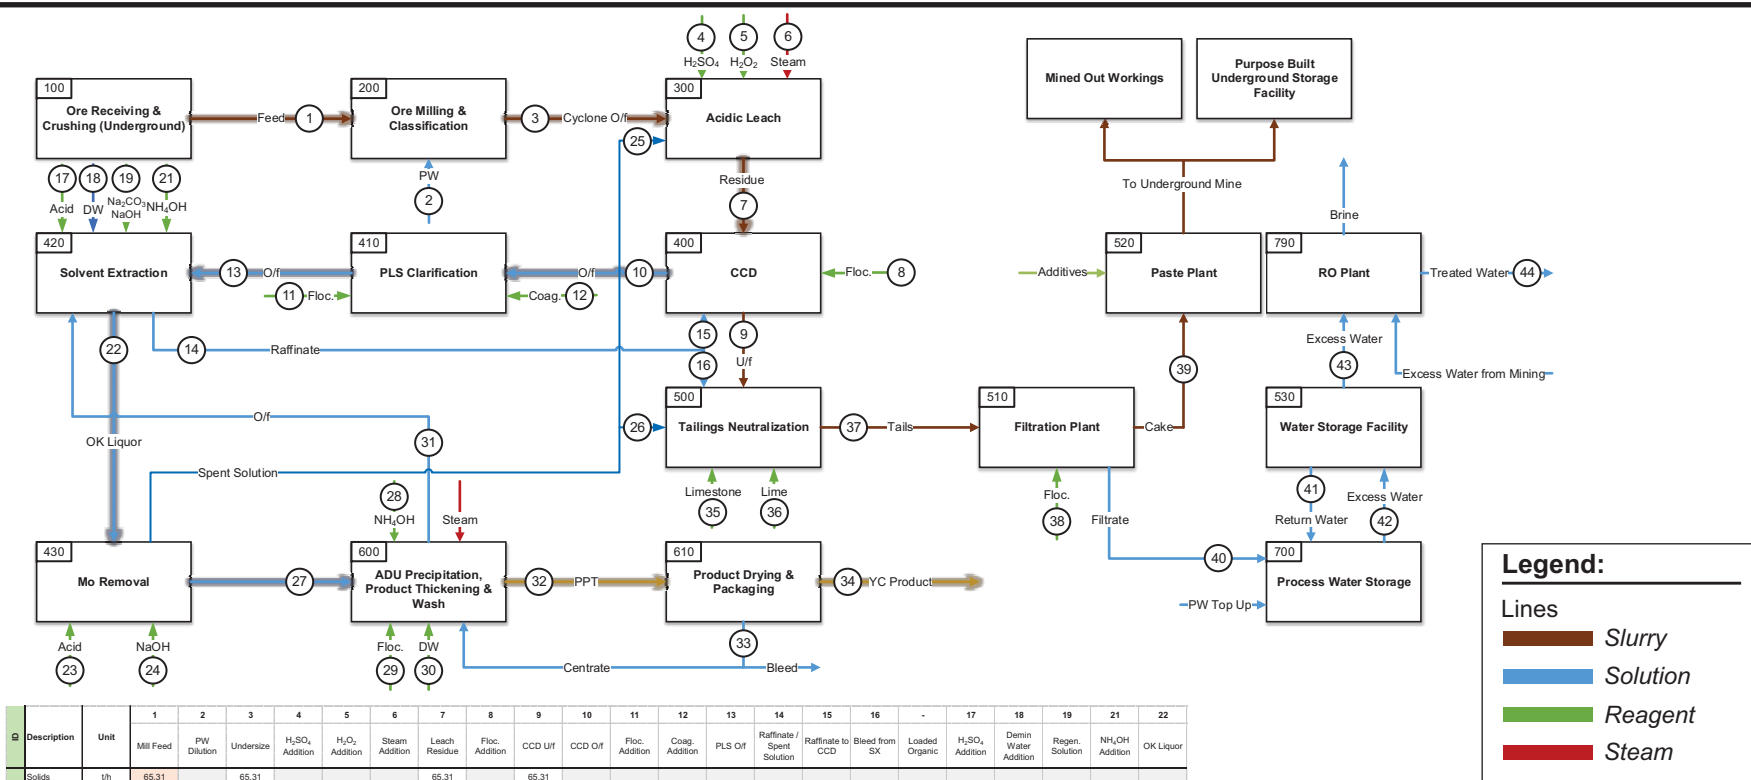 4
5
6
H₂SO₄
H₂O₂
Steam
100
Ore Receiving &
Crushing (Underground)
Feed
1
200
Ore Milling &
Classification
3
Cyclone O/f
300
Acidic Leach
25
Mined Out Workings
Purpose Built
Underground Storage
Facility
17
18
19
21
Acid
DW
Na₂CO₃
NaOH
NH₄OH
PW
2
Residue
7
To Underground Mine
Brine
420
Solvent Extraction
13
O/f
410
PLS Clarification
O/f
10
400
CCD
Floc.
8
11
Floc.
Coag.
12
Additives
520
Paste Plant
790
RO Plant
Treated Water
44
22
14
Raffinate
15
16
9
U/f
39
Excess Water
43
Excess Water from Mining
O/f
31
OK Liquor
Spent Solution
26
500
Tailings Neutralization
37
Tails
510
Filtration Plant
Cake
530
Water Storage Facility
28
NH₄OH
Steam
Limestone
35
Lime
36
Floc.
38
Filtrate
40
41
Return Water
Excess Water
42
430
Mo Removal
27
600
ADU Precipitation,
Product Thickening &
Wash
32
PPT
610
Product Drying &
Packaging
34
YC Product
700
Process Water Storage
PW Top Up
Acid
23
NaOH
24
Floc.
29
DW
30
33
Centrate
Bleed
Legend:
Lines
Slurry
Solution
Reagent
Steam
ID Description Unit 1 2 3 4 5 6 7 8 9 10 11 12 13 14 15 16 - 17 18 19 21 22
Mill Feed
PW Dilution
Undersize
H₂SO₄ Addition
H₂O₂ Addition
Steam Addition
Leach Residue
Floc. Addition
CCD U/f
CCD O/f
Floc. Addition
Coag. Addition
PLS O/f
Raffinate / Spent Solution
Raffinate to CCD
Bleed from SX
Loaded Organic
H₂SO₄ Addition
Demin Water Addition
Regen. Solution
NH₄OH Addition
OK Liquor
Solids t/h 65.31 65.31 65.31 65.31